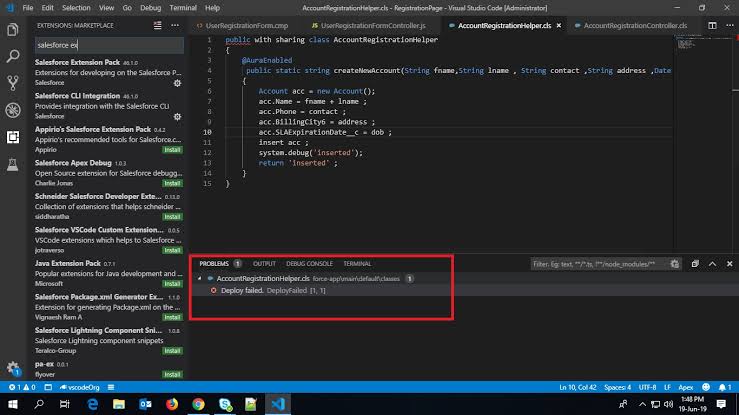 File Edit Selection View Go Debug Terminal Help
AccountRegistrationHelper.cls - RegistrationPage - Visual Studio Code [Administrator]
EXTENSIONS: MARKETPLACE
salesforce ex
Salesforce Extension Pack 46.1.0
Extensions for developing on the Salesforce P...
Salesforce
Salesforce CLI Integration 46.1.0
Provides integration with the Salesforce CLI
Salesforce
Appirio's Salesforce Extension Pack 0.4.2
Appirio's recommended tools for Salesforce.c...
Appirio Install
Salesforce Apex Debug 1.0.3
Open Source extension for Salesforce debugg...
Charlie Jonas Install
Schneider Salesforce Developer Exte... 0.13.0
Collection of extensions that helps schneider ...
siddharatha Install
Salesforce VSCode Custom Extension... 0.0.5
VSCode extensions which helps to Salesforce ...
jotraverso Install
Java Extension Pack 0.7.1
Popular extensions for Java development and ...
Microsoft Install
Salesforce Package.xml Generator Ex... 1.1.0
Extension for generating Package.xml on the ...
Vignaesh Ram A Install
Salesforce Lightning Component Sni... 1.0.8
Salesforce Lightning Component snippets
Teralco-Group Install
pa-ex 0.0.1
flyover Install
UserRegistrationForm.cmp
UserRegistrationFormController.js
AccountRegistrationHelper.cls
AccountRegistrationController.cls
1 public with sharing class AccountRegistrationHelper
2 {
3 @AuraEnabled
4 public static string createNewAccount(String fname,String lname , String contact ,String address ,Date
5 {
6 Account acc = new Account();
7 acc.Name = fname + lname ;
8 acc.Phone = contact ;
9 acc.BillingCity6 = address ;
10 acc.SLAExpirationDate__c = dob ;
11 insert acc ;
12 system.debug('inserted');
13 return 'inserted' ;
14 }
15 }
PROBLEMS 1 OUTPUT DEBUG CONSOLE TERMINAL
Filter. Eg: text, **/*.ts, !**/node_modules/**
AccountRegistrationHelper.cls force-app\main\default\classes 1
Deploy failed. DeployFailed [1, 1]
1 0 vscodeOrg
Ln 10, Col 42 Spaces: 4 UTF-8 LF Apex 1
1:48 PM
19-Jun-19